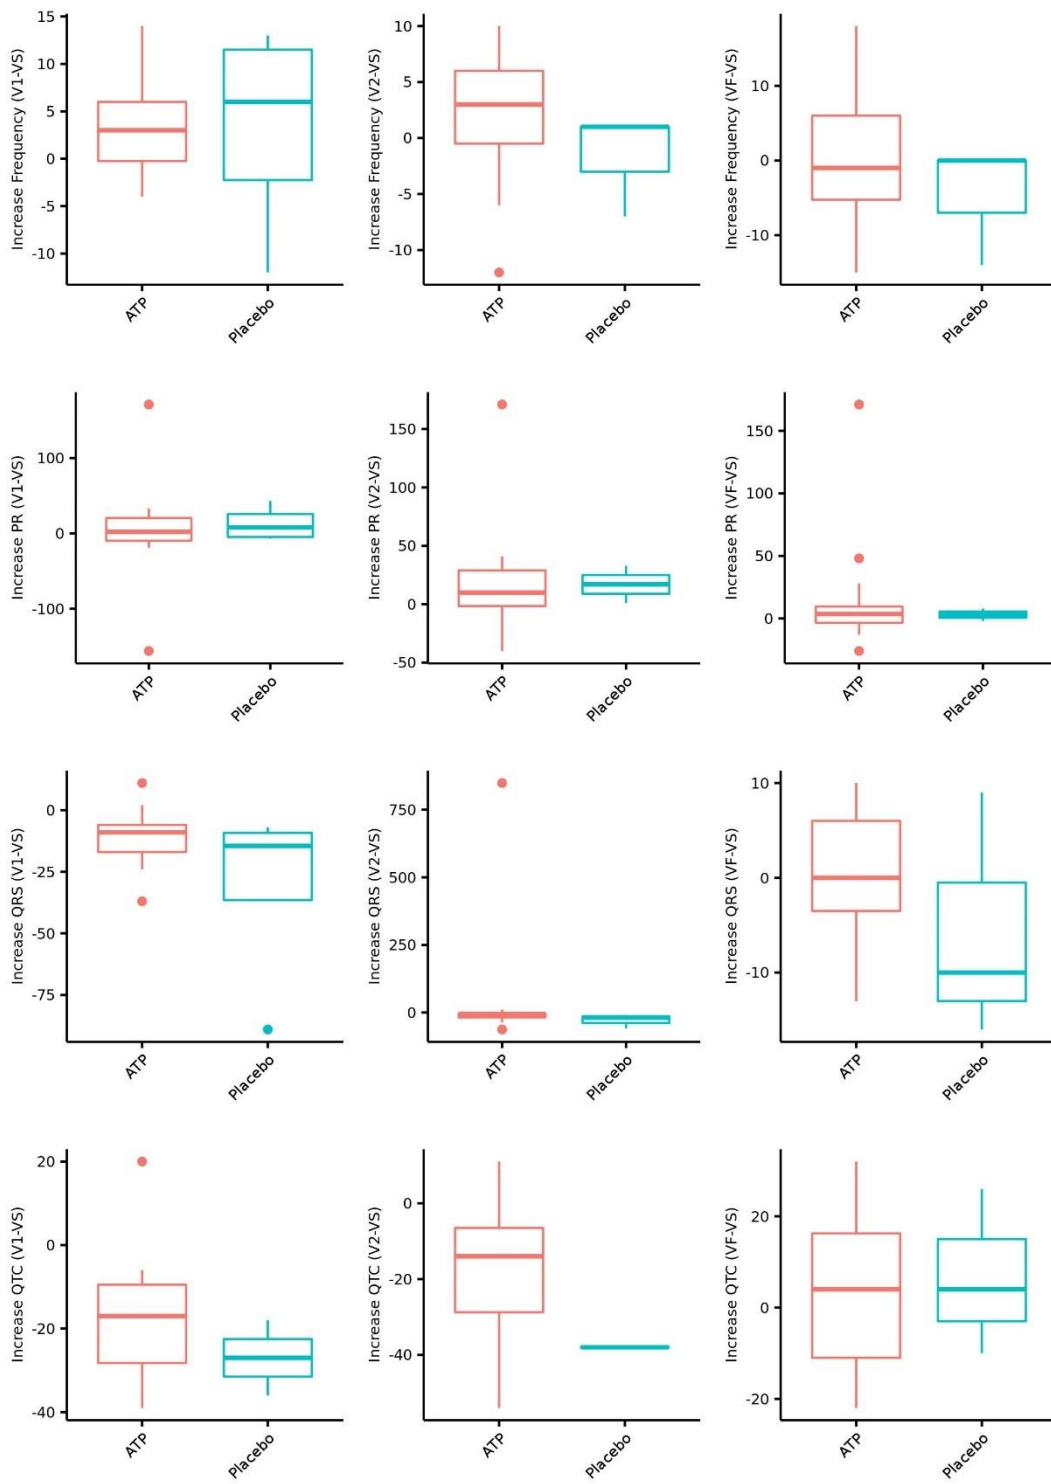 Increase Frequency (V1-VS)
15
10
5
0
-5
-10
ATP
Placebo
Increase Frequency (V2-VS)
10
5
0
-5
-10
ATP
Placebo
Increase Frequency (VF-VS)
10
0
-10
ATP
Placebo
Increase PR (V1-VS)
100
0
-100
ATP
Placebo
Increase PR (V2-VS)
150
100
50
0
-50
ATP
Placebo
Increase PR (VF-VS)
150
100
50
0
ATP
Placebo
Increase QRS (V1-VS)
0
-25
-50
-75
ATP
Placebo
Increase QRS (V2-VS)
750
500
250
0
ATP
Placebo
Increase QRS (VF-VS)
10
0
-10
ATP
Placebo
Increase QTC (V1-VS)
20
0
-20
-40
ATP
Placebo
Increase QTC (V2-VS)
0
-20
-40
ATP
Placebo
Increase QTC (VF-VS)
20
0
-20
ATP
Placebo